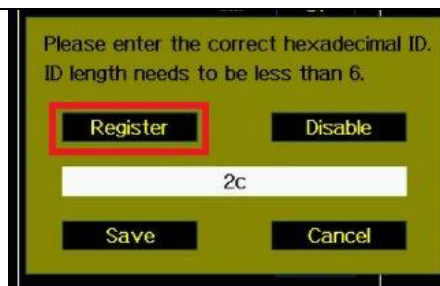 Please enter the correct hexadecimal ID.
ID length needs to be less than 6.
Register Disable
2c
Save Cancel